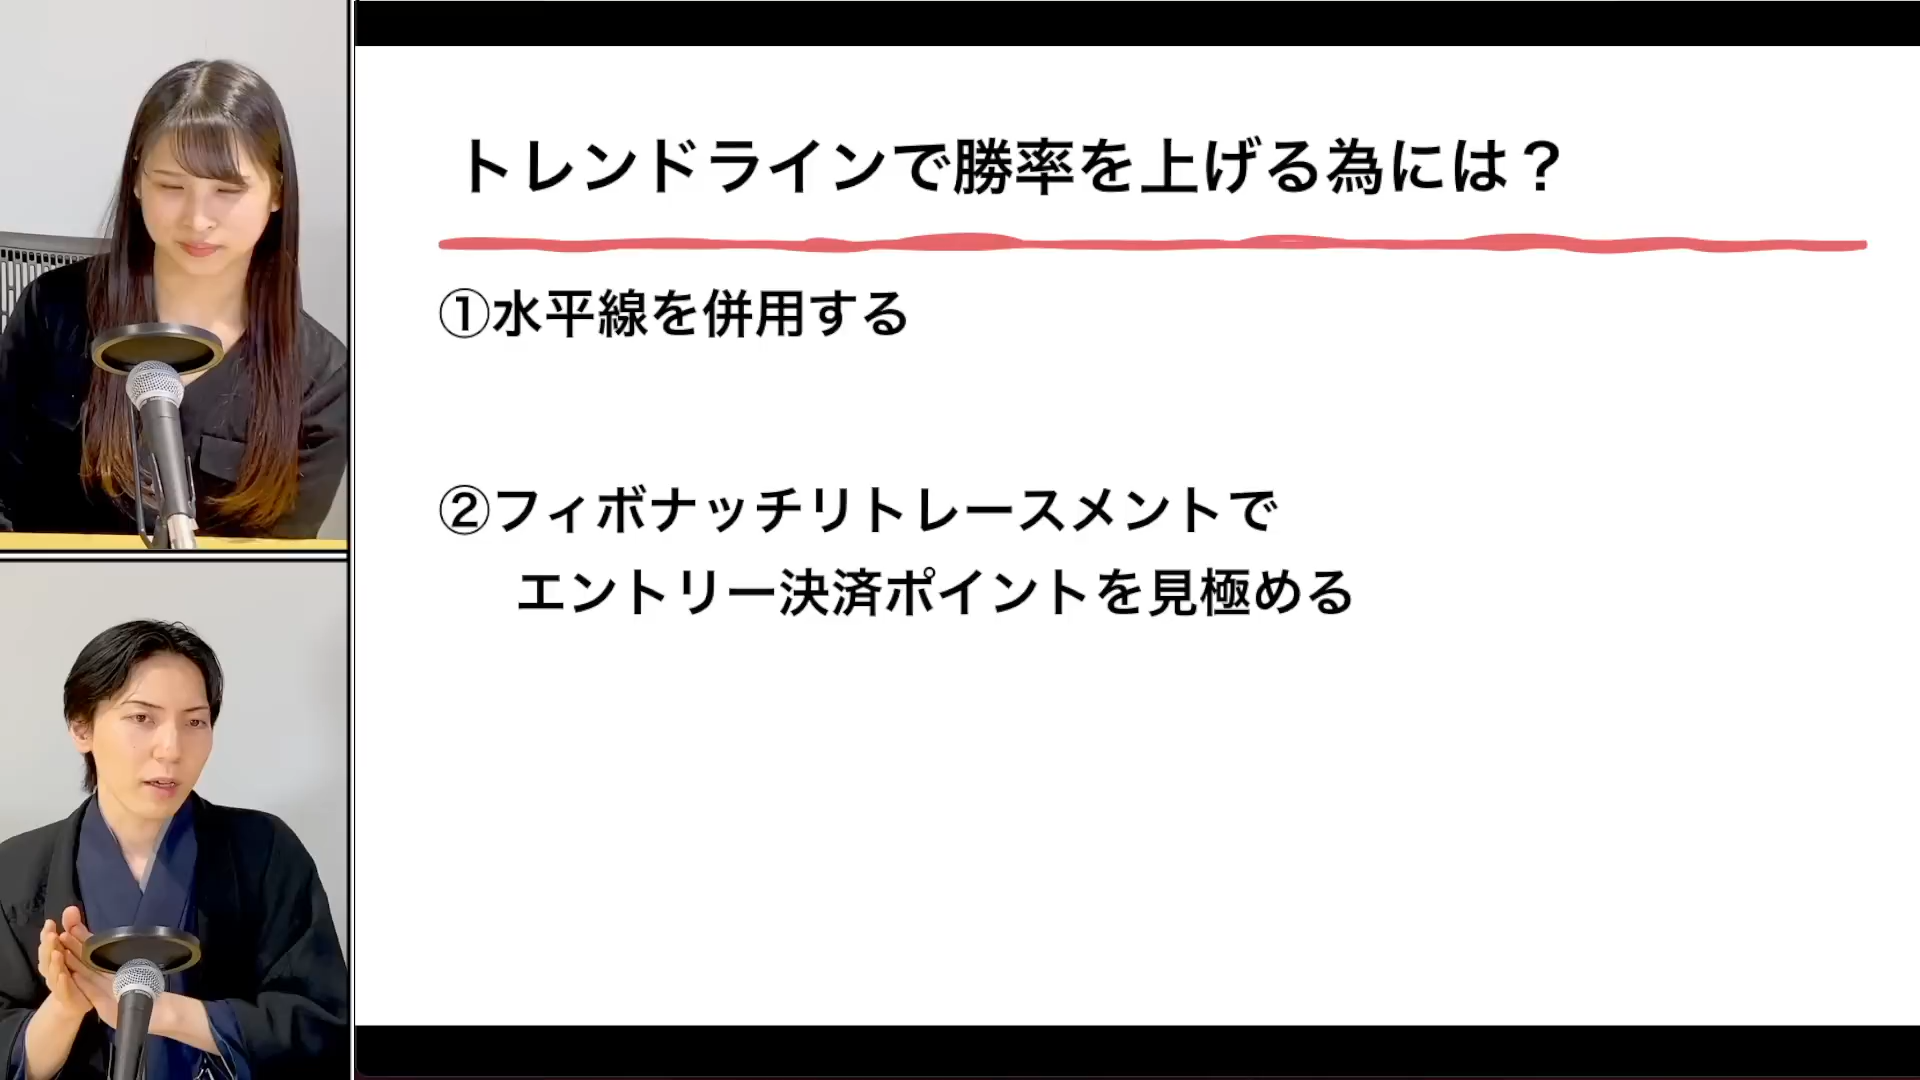 トレンドラインで勝率を上げる為には？
①水平線を併用する
②フィボナッチリトレースメントで
エントリー決済ポイントを見極める